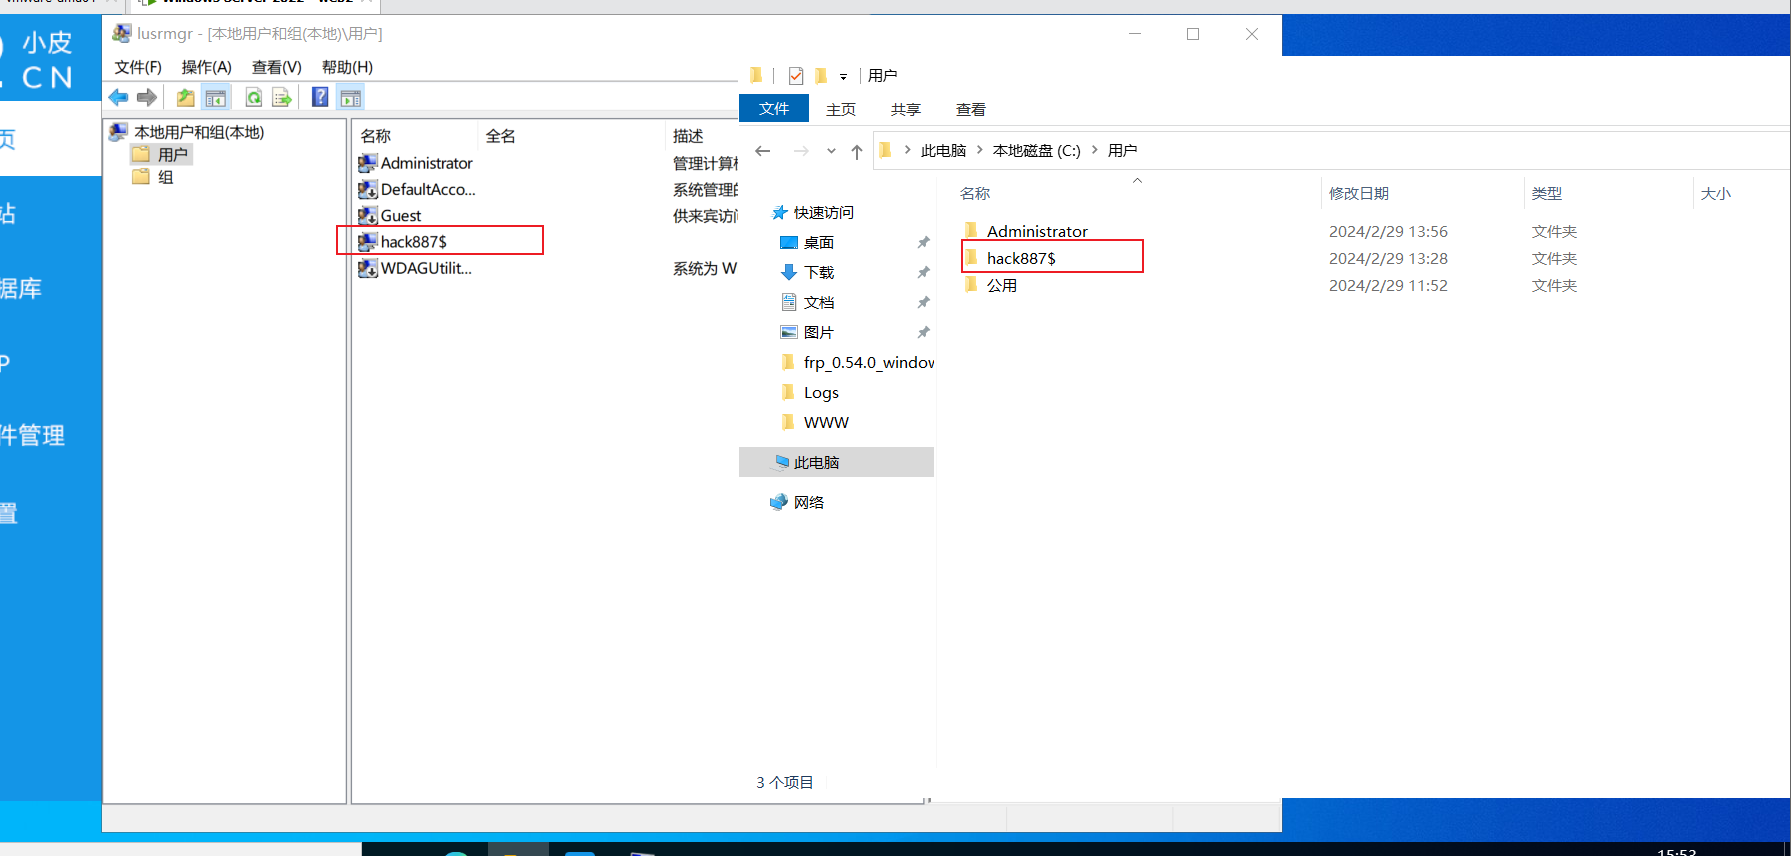 小皮
. CN
lusrmgr - [本地用户和组(本地)\用户]
文件(F) 操作(A) 查看(V) 帮助(H)
本地用户和组(本地)
用户
组
名称 全名 描述
Administrator 管理计算机
DefaultAcco... 系统管理的
Guest 供来宾访问
hack887$
WDAGUtilit... 系统为 W
用户
文件 主页 共享 查看
此电脑 本地磁盘 (C:) 用户
名称 修改日期 类型 大小
Administrator 2024/2/29 13:56 文件夹
hack887$ 2024/2/29 13:28 文件夹
公用 2024/2/29 11:52 文件夹
快速访问
桌面
下载
文档
图片
frp_0.54.0_window
Logs
WWW
此电脑
网络
3 个项目
页
站
据库
P
件管理
置
15:53